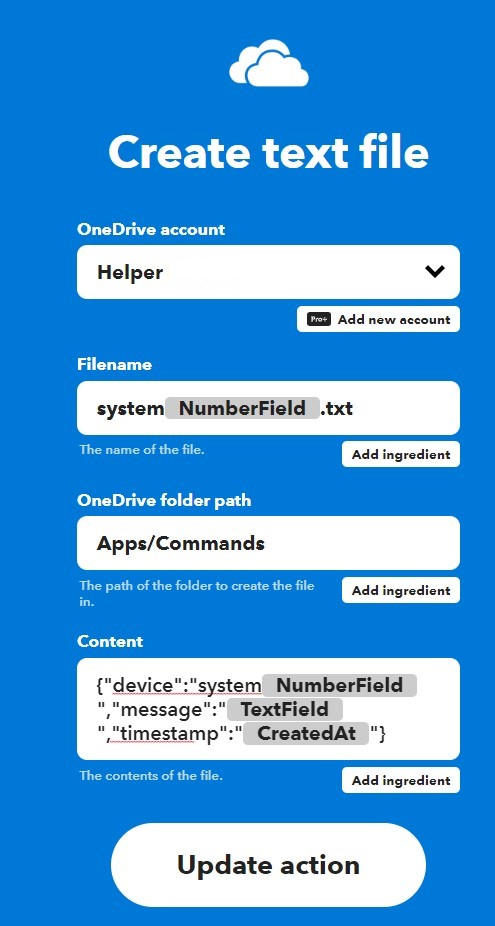 Create text file
OneDrive account
Helper
Pro+ Add new account
Filename
systemNumberField.txt
The name of the file.
Add ingredient
OneDrive folder path
Apps/Commands
The path of the folder to create the file
in.
Add ingredient
Content
{"device":"system NumberField
","message":" TextField
","timestamp":" CreatedAt "}
The contents of the file.
Add ingredient
Update action